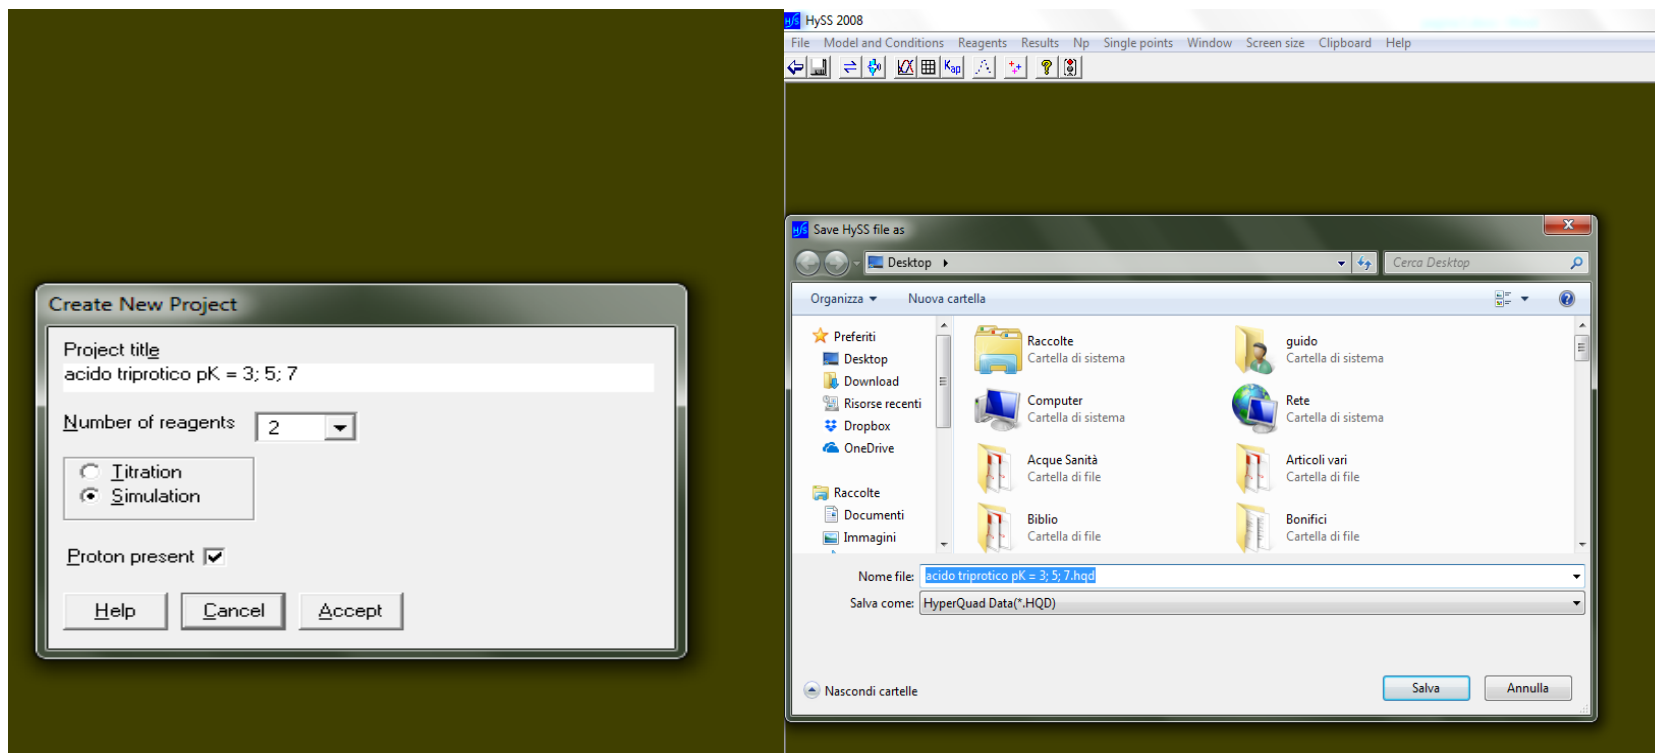 Create New Project
Project title
acido triprotico pK = 3; 5; 7
Number of reagents 2
Titration
Simulation
Proton present
Help Cancel Accept
HySS 2008
File Model and Conditions Reagents Results Np Single points Window Screen size Clipboard Help
Kap
Save HySS file as
Desktop
Cerca Desktop
Organizza Nuova cartella
Preferiti
Desktop
Download
Risorse recenti
Dropbox
OneDrive
Raccolte
Documenti
Immagini
Raccolte
Cartella di sistema
guido
Cartella di sistema
Computer
Cartella di sistema
Rete
Cartella di sistema
Acque Sanità
Cartella di file
Articoli vari
Cartella di file
Biblio
Cartella di file
Bonifici
Cartella di file
Nome file: acido triprotico pK = 3; 5; 7.hqd
Salva come: HyperQuad Data(*.HQD)
Nascondi cartelle
Salva Annulla